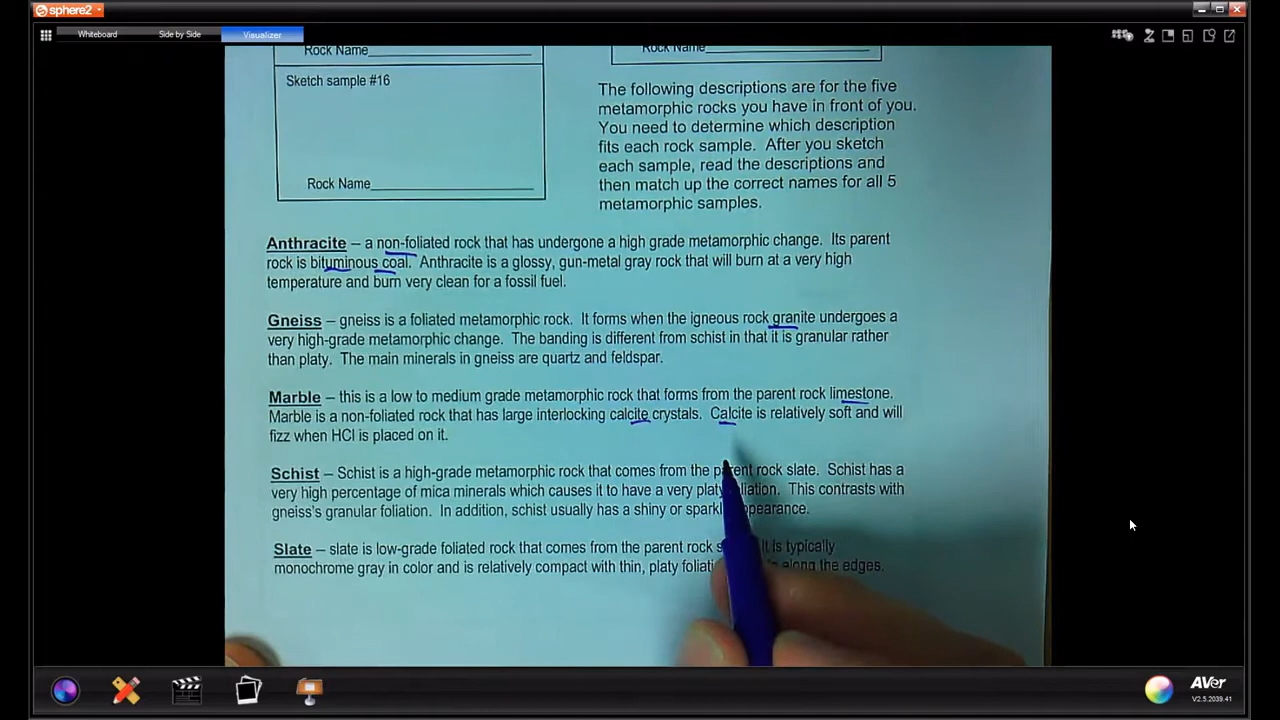 sphere2
Whiteboard
Side by Side
Visualizer
Rock Name
Rock Name
Sketch sample #16
Rock Name
The following descriptions are for the five
metamorphic rocks you have in front of you.
You need to determine which description
fits each rock sample. After you sketch
each sample, read the descriptions and
then match up the correct names for all 5
metamorphic samples.
Anthracite – a non-foliated rock that has undergone a high grade metamorphic change. Its parent
rock is bituminous coal. Anthracite is a glossy, gun-metal gray rock that will burn at a very high
temperature and burn very clean for a fossil fuel.
Gneiss – gneiss is a foliated metamorphic rock. It forms when the igneous rock granite undergoes a
very high-grade metamorphic change. The banding is different from schist in that it is granular rather
than platy. The main minerals in gneiss are quartz and feldspar.
Marble – this is a low to medium grade metamorphic rock that forms from the parent rock limestone.
Marble is a non-foliated rock that has large interlocking calcite crystals. Calcite is relatively soft and will
fizz when HCl is placed on it.
Schist – Schist is a high-grade metamorphic rock that comes from the parent rock slate. Schist has a
very high percentage of mica minerals which causes it to have a very platy foliation. This contrasts with
gneiss's granular foliation. In addition, schist usually has a shiny or sparkly appearance.
Slate – slate is low-grade foliated rock that comes from the parent rock It is typically
monochrome gray in color and is relatively compact with thin, platy along the edges.
AVer
V2.5.2039.41